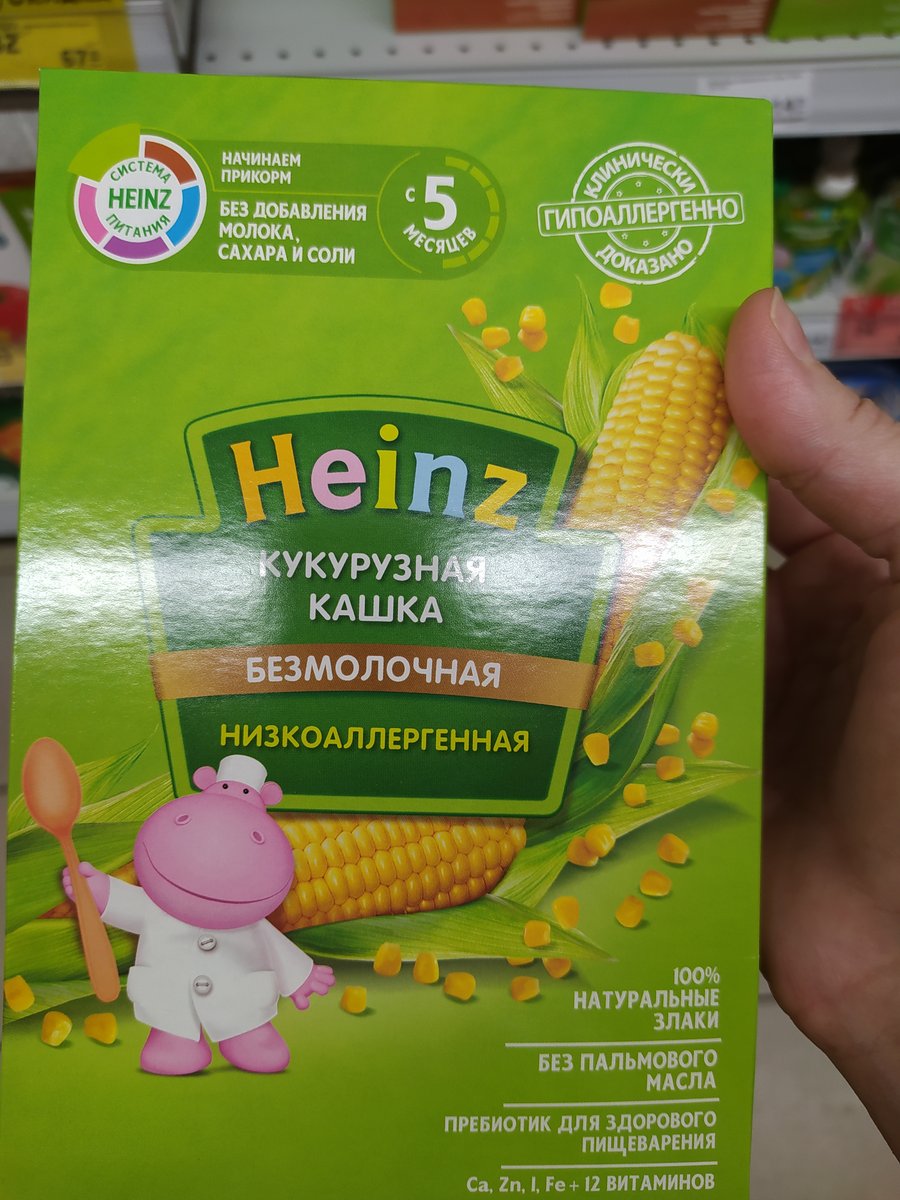 СИСТЕМА
HEINZ
ПИТАНИЯ
НАЧИНАЕМ
ПРИКОРМ
БЕЗ ДОБАВЛЕНИЯ
МОЛОКА,
САХАРА И СОЛИ
С 5
МЕСЯЦЕВ
КЛИНИЧЕСКИ
ГИПОАЛЛЕРГЕННО
ДОКАЗАНО
Heinz
КУКУРУЗНАЯ
КАШКА
БЕЗМОЛОЧНАЯ
НИЗКОАЛЛЕРГЕННАЯ
100%
НАТУРАЛЬНЫЕ
ЗЛАКИ
БЕЗ ПАЛЬМОВОГО
МАСЛА
ПРЕБИОТИК ДЛЯ ЗДОРОВОГО
ПИЩЕВАРЕНИЯ
Ca, Zn, I, Fe + 12 ВИТАМИНОВ